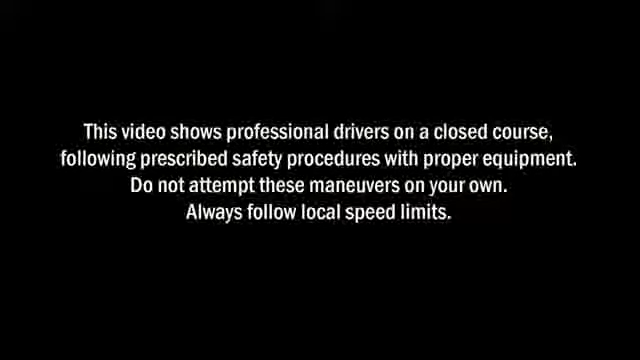 This video shows professional drivers on a closed course,
following prescribed safety procedures with proper equipment.
Do not attempt these maneuvers on your own.
Always follow local speed limits.